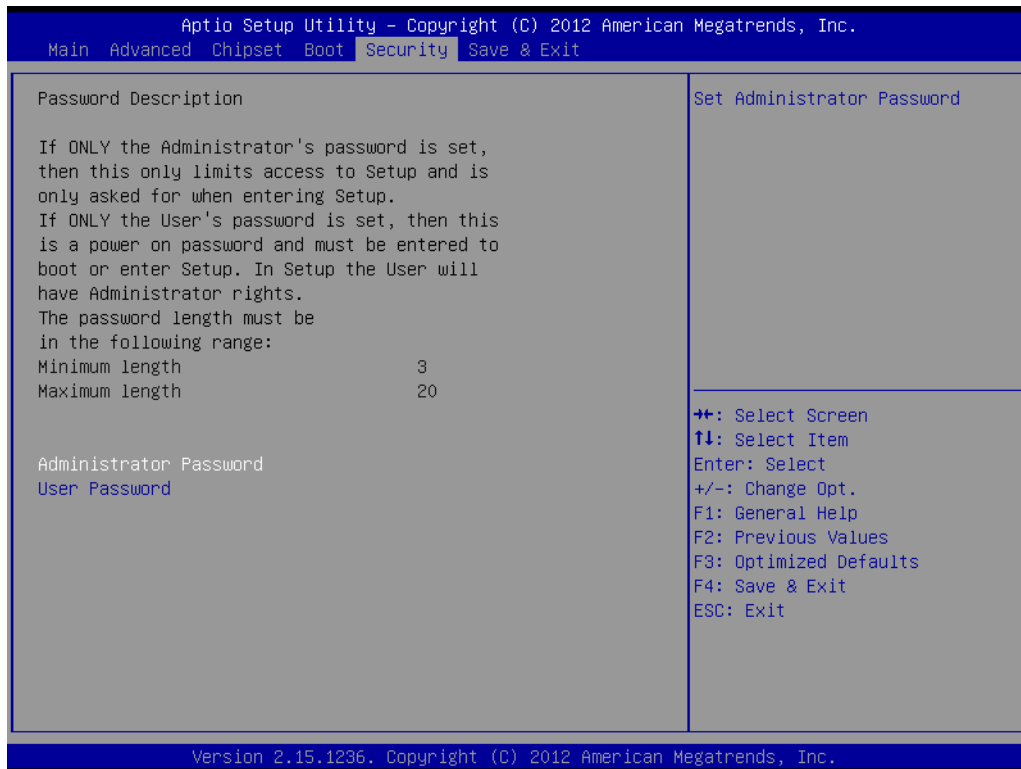 Aptio Setup Utility – Copyright (C) 2012 American Megatrends, Inc.
Main Advanced Chipset Boot Security Save & Exit
Password Description
If ONLY the Administrator's password is set,
then this only limits access to Setup and is
only asked for when entering Setup.
If ONLY the User's password is set, then this
is a power on password and must be entered to
boot or enter Setup. In Setup the User will
have Administrator rights.
The password length must be
in the following range:
Minimum length 3
Maximum length 20
Administrator Password
User Password
Set Administrator Password
→←: Select Screen
↑↓: Select Item
Enter: Select
+/-: Change Opt.
F1: General Help
F2: Previous Values
F3: Optimized Defaults
F4: Save & Exit
ESC: Exit
Version 2.15.1236. Copyright (C) 2012 American Megatrends, Inc.